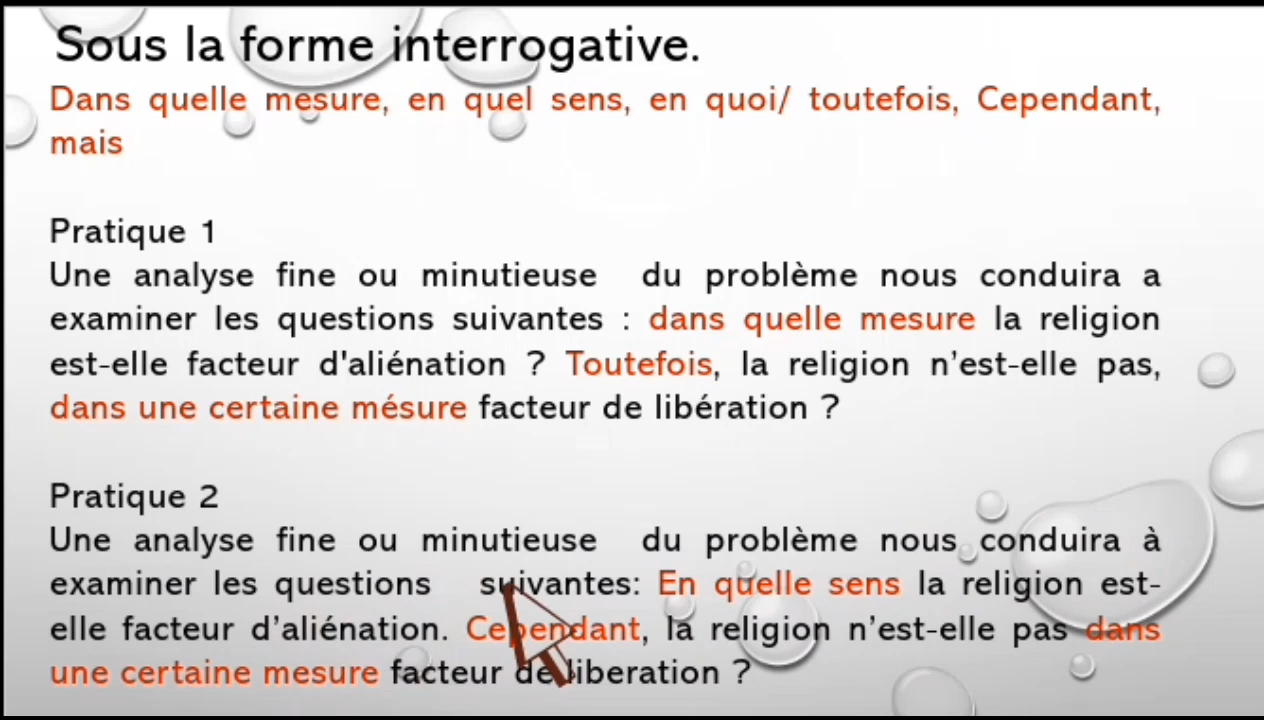 Sous la forme interrogative.
Dans quelle mesure, en quel sens, en quoi/ toutefois, Cependant,
mais
Pratique 1
Une analyse fine ou minutieuse du problème nous conduira a
examiner les questions suivantes : dans quelle mesure la religion
est-elle facteur d'aliénation ? Toutefois, la religion n’est-elle pas,
dans une certaine mésure facteur de libération ?
Pratique 2
Une analyse fine ou minutieuse du problème nous conduira à
examiner les questions suivantes: En quelle sens la religion est-
elle facteur d’aliénation. Cependant, la religion n’est-elle pas dans
une certaine mesure facteur de liberation ?